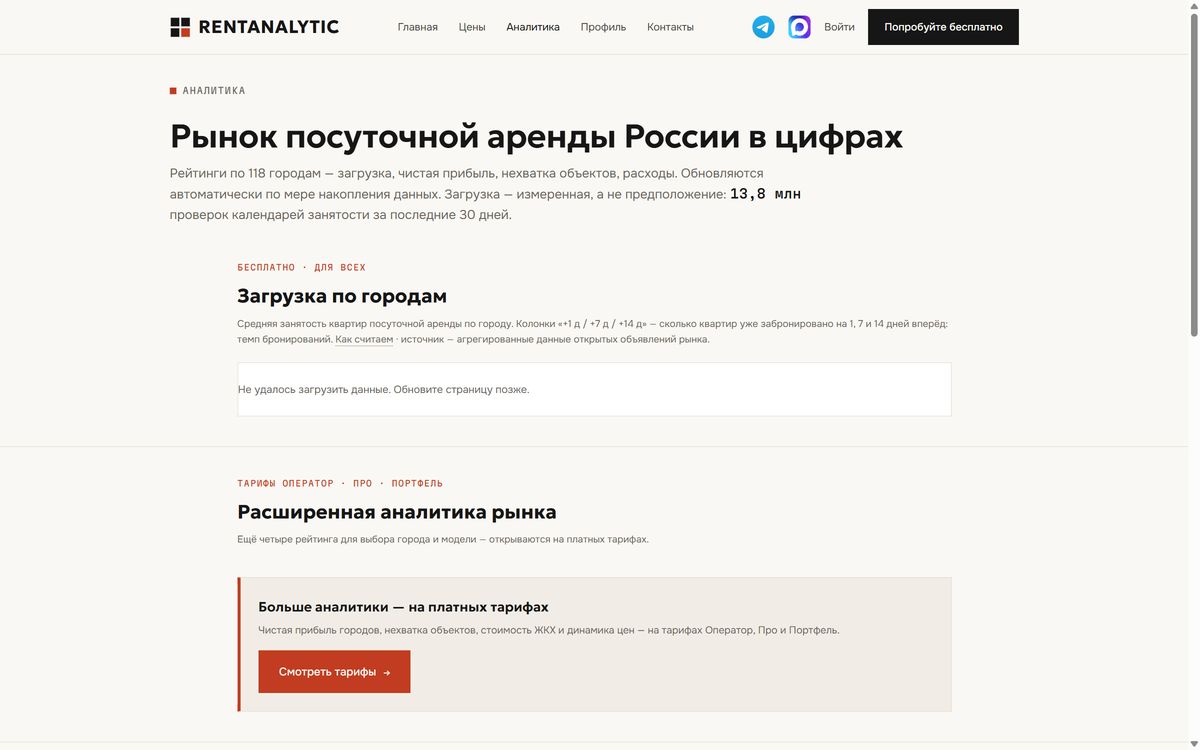 RENTANALYTIC
Главная Цены Аналитика Профиль Контакты Войти Попробуйте бесплатно
АНАЛИТИКА
Рынок посуточной аренды России в цифрах
Рейтинги по 118 городам — загрузка, чистая прибыль, нехватка объектов, расходы. Обновляются
автоматически по мере накопления данных. Загрузка — измеренная, а не предположение: 13,8 млн
проверок календарей занятости за последние 30 дней.
БЕСПЛАТНО · ДЛЯ ВСЕХ
Загрузка по городам
Средняя занятость квартир посуточной аренды по городу. Колонки «+1 д / +7 д / +14 д» — сколько квартир уже забронировано на 1, 7 и 14 дней вперёд:
темп бронирований. Как считаем · источник — агрегированные данные открытых объявлений рынка.
Не удалось загрузить данные. Обновите страницу позже.
ТАРИФЫ ОПЕРАТОР · ПРО · ПОРТФЕЛЬ
Расширенная аналитика рынка
Ещё четыре рейтинга для выбора города и модели — открываются на платных тарифах.
Больше аналитики — на платных тарифах
Чистая прибыль городов, нехватка объектов, стоимость ЖКХ и динамика цен — на тарифах Оператор, Про и Портфель.
Смотреть тарифы →